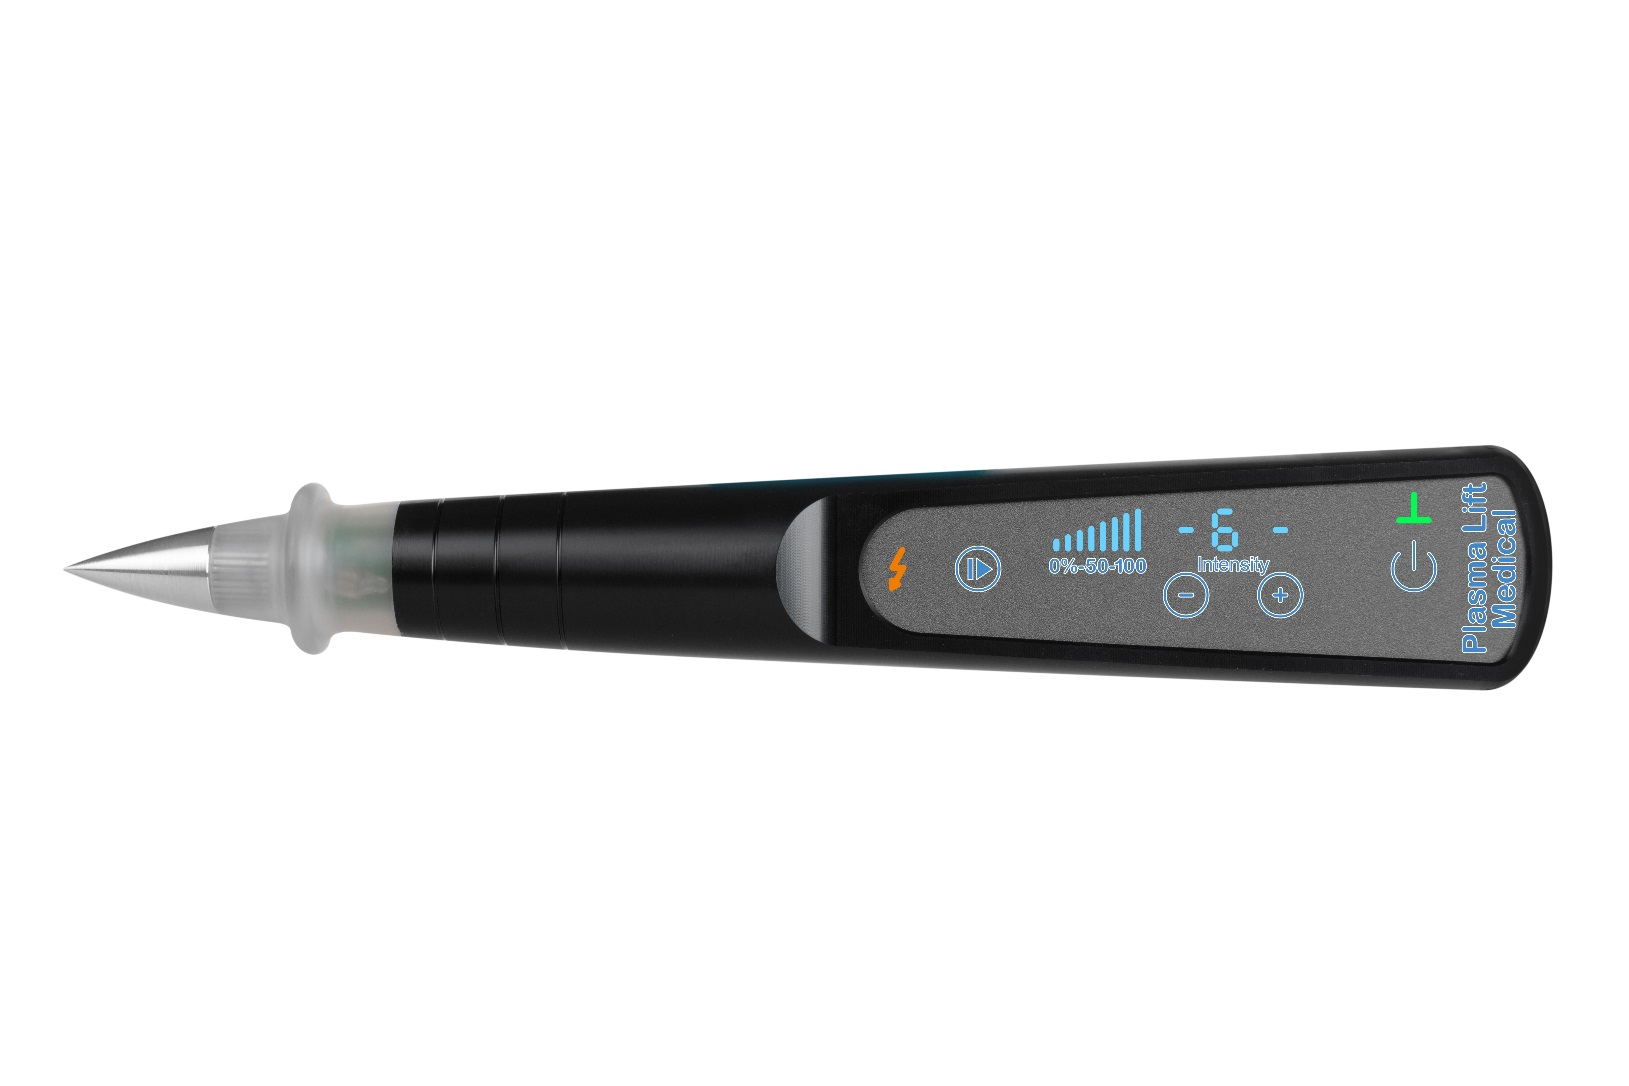 0%-50-100
- 6 -
Intensity
Plasma Lift
Medical